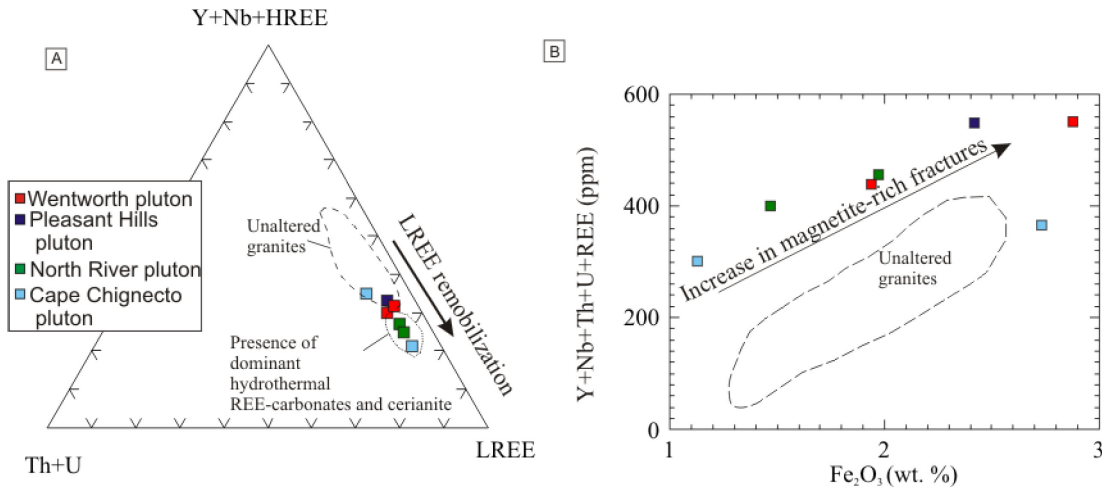 A
Y+Nb+HREE
Wentworth pluton
Pleasant Hills
pluton
North River pluton
Cape Chignecto
pluton
Unaltered
granites
LREE remobilization
Presence of
dominant
hydrothermal
REE-carbonates and cerianite
Th+U
LREE
B
Y+Nb+Th+U+REE (ppm)
600
400
200
0
Increase in magnetite-rich fractures
Unaltered
granites
1
2
3
Fe₂O₃ (wt. %)